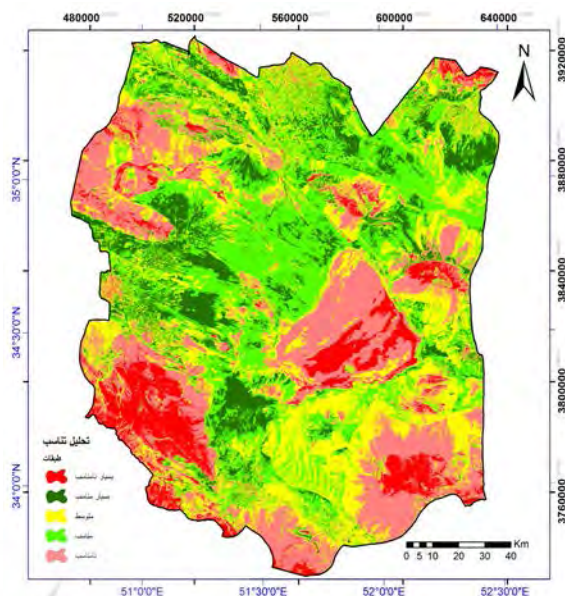 480000 520000 560000 600000 640000
N
3920000
3880000
3840000
3800000
3760000
35°0'0"N
34°30'0"N
34°0'0"N
تحلیل تناسب
طبقات
بسیار نامناسب
بسیار مناسب
متوسط
مناسب
نامناسب
Km
0 5 10 20 30 40
51°0'0"E 51°30'0"E 52°0'0"E 52°30'0"E